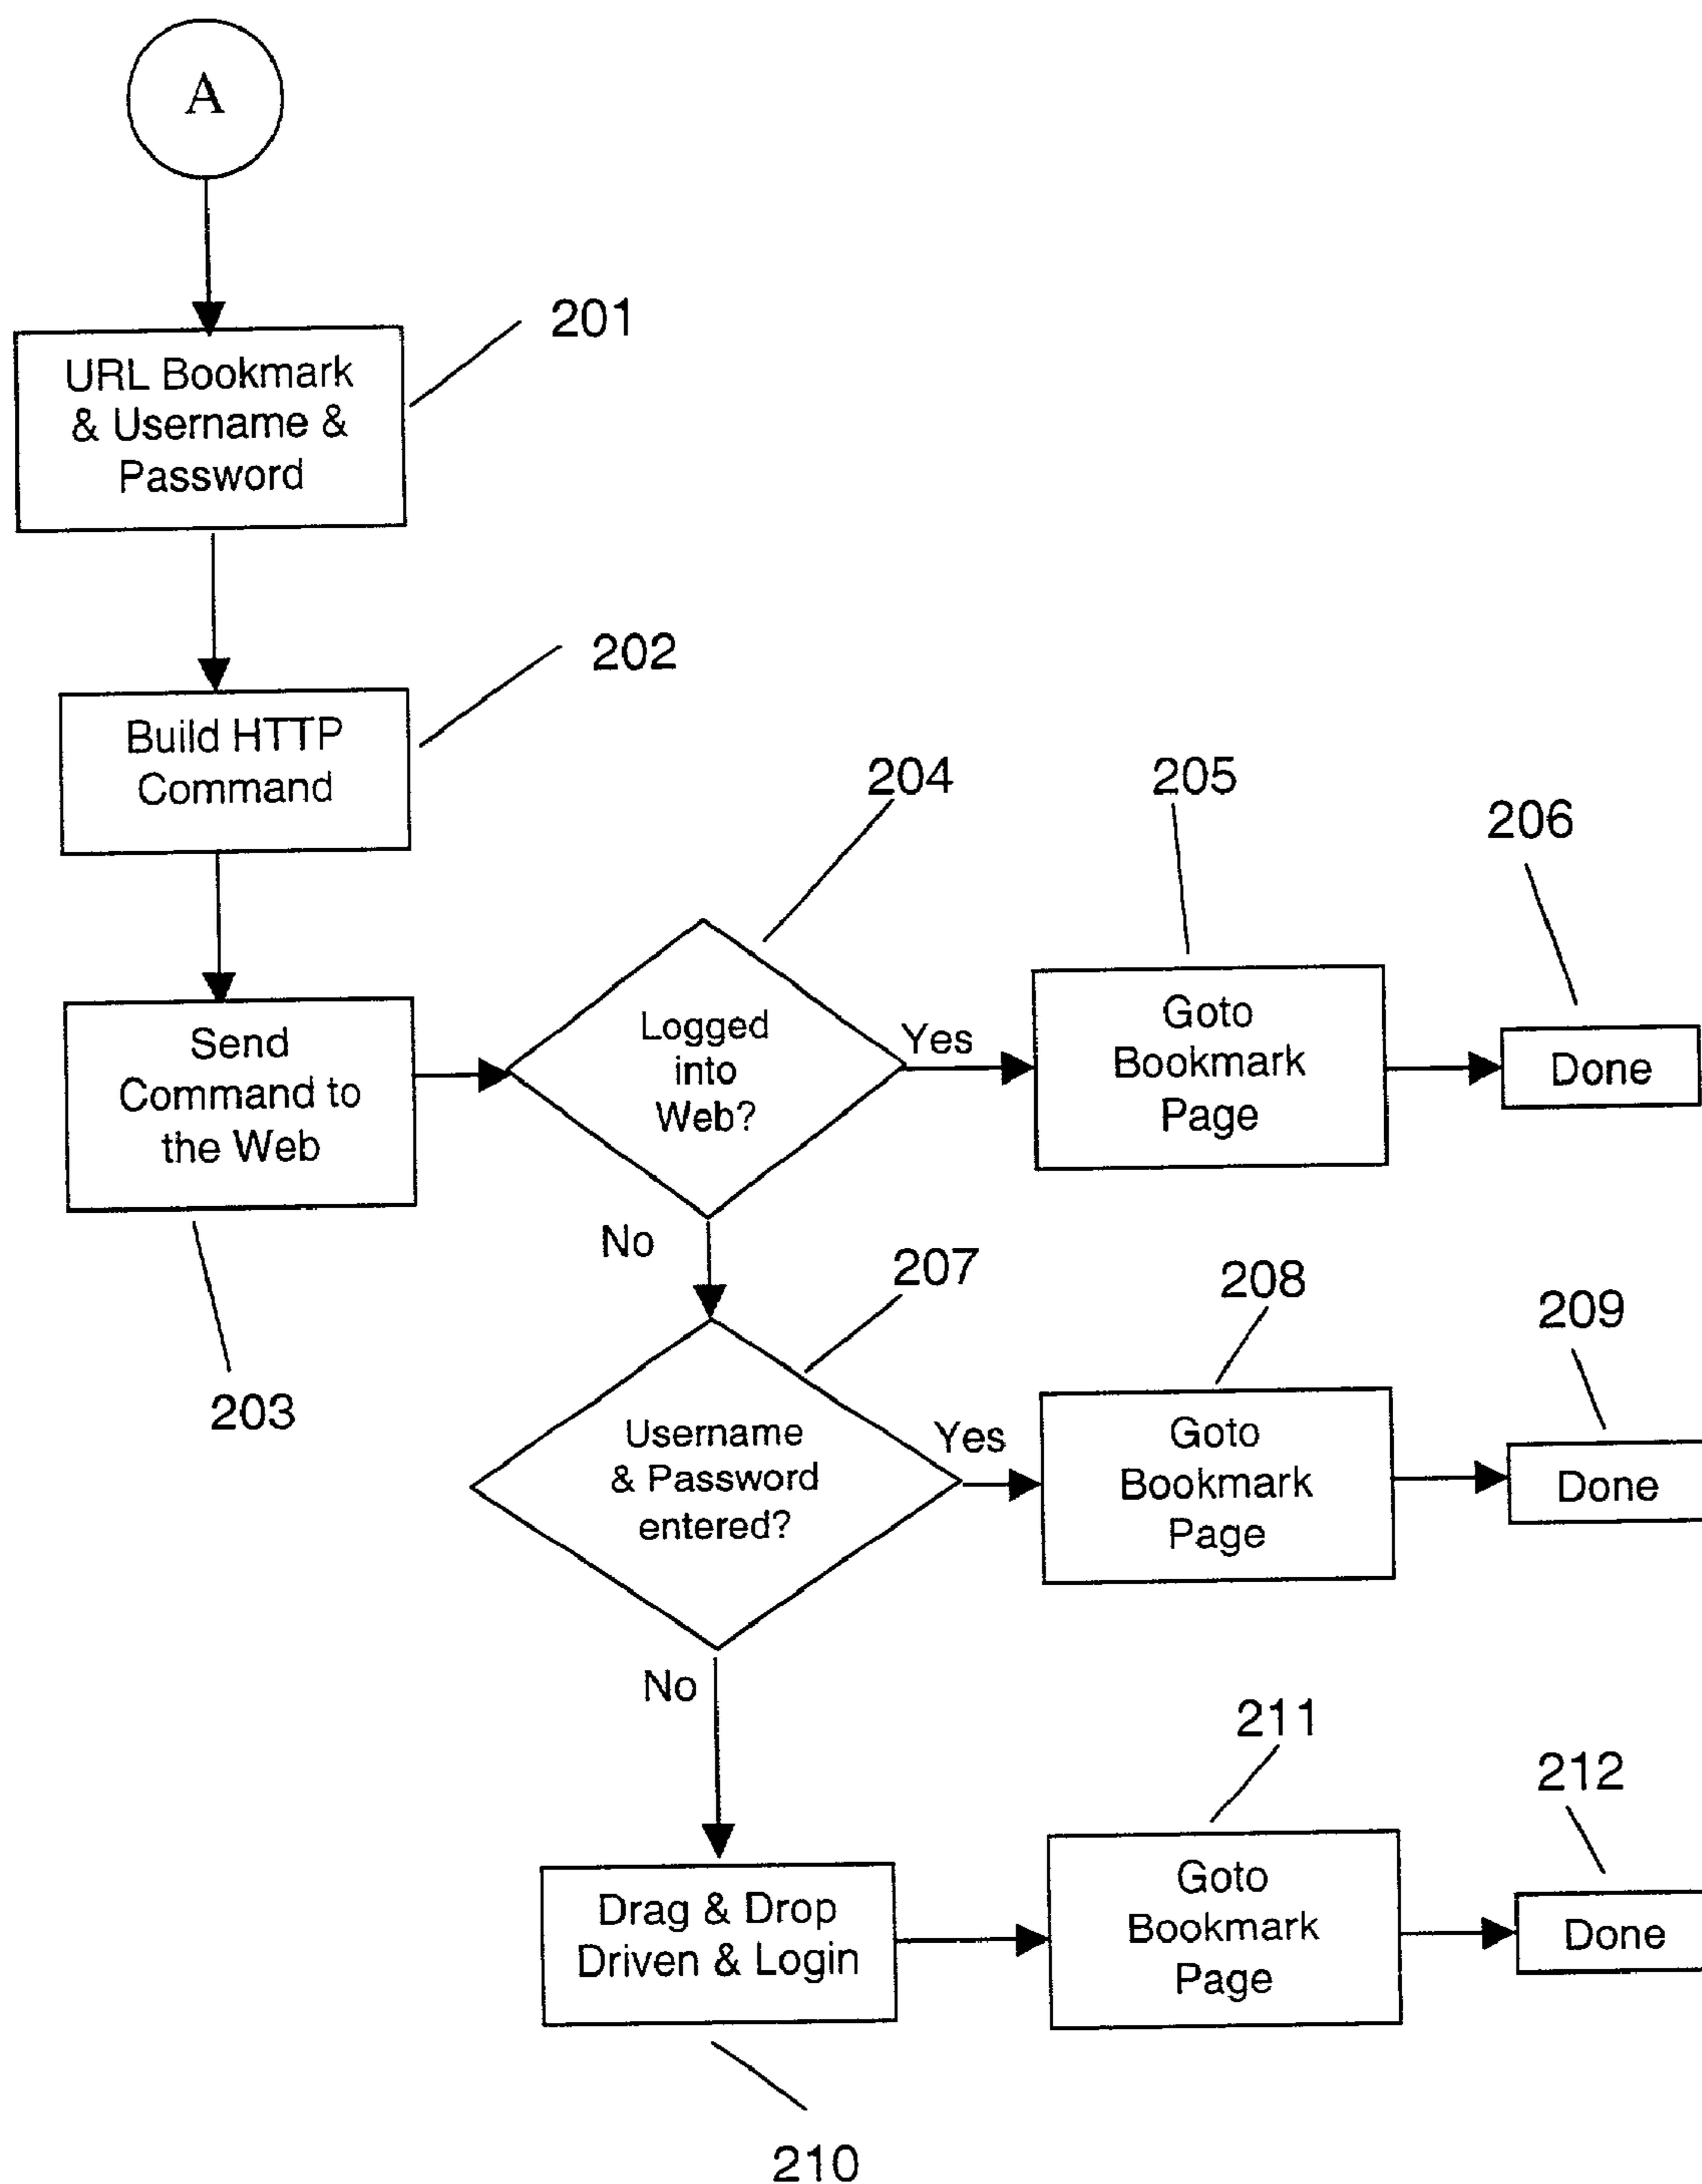 A
201
URL Bookmark
& Username &
Password
202
Build HTTP
Command
204
205
206
Send
Command to
the Web
Logged
into
Web?
Yes
Goto
Bookmark
Page
Done
No
203
207
208
209
Username
& Password
entered?
Yes
Goto
Bookmark
Page
Done
No
211
212
Drag & Drop
Driven & Login
Goto
Bookmark
Page
Done
210